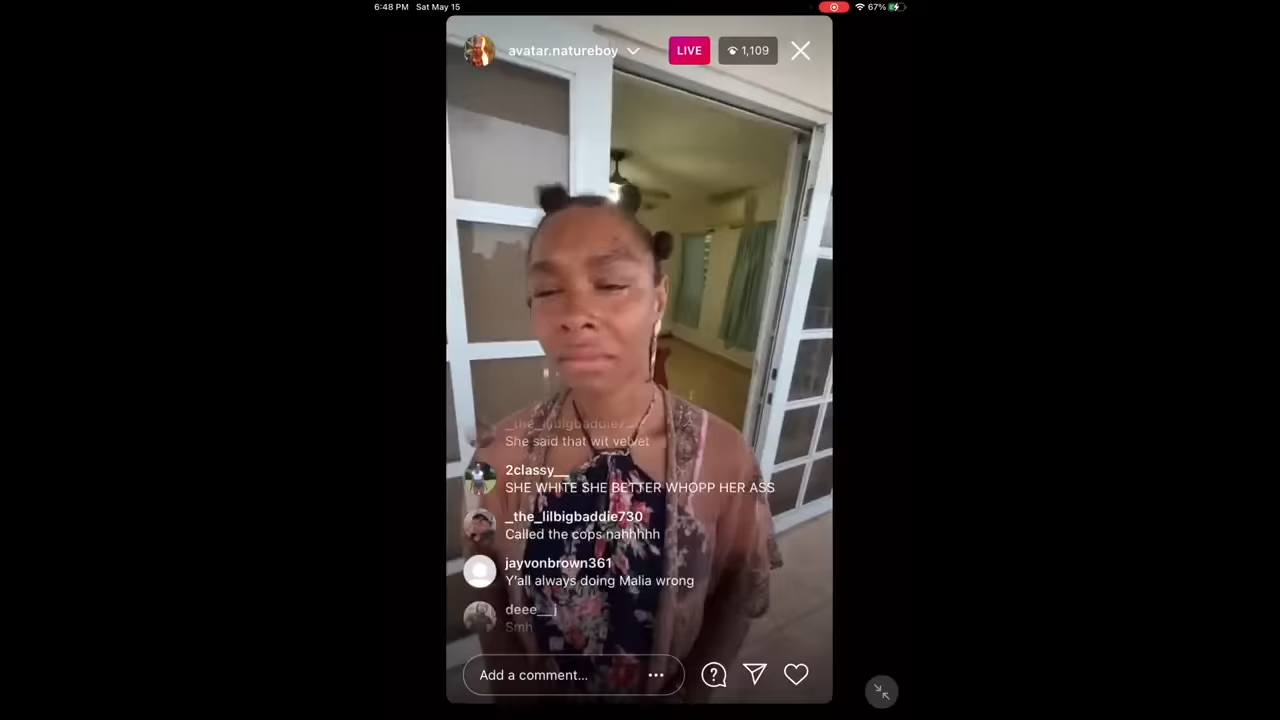 6:48 PM Sat May 15
67%
avatar.natureboy
LIVE
1,109
_the_lilbigbaddie730
She said that wit velvet
2classy__
SHE WHITE SHE BETTER WHOPP HER ASS
_the_lilbigbaddie730
Called the cops nahhhhh
jayvonbrown361
Y'all always doing Malia wrong
deee__j
Smh
Add a comment...